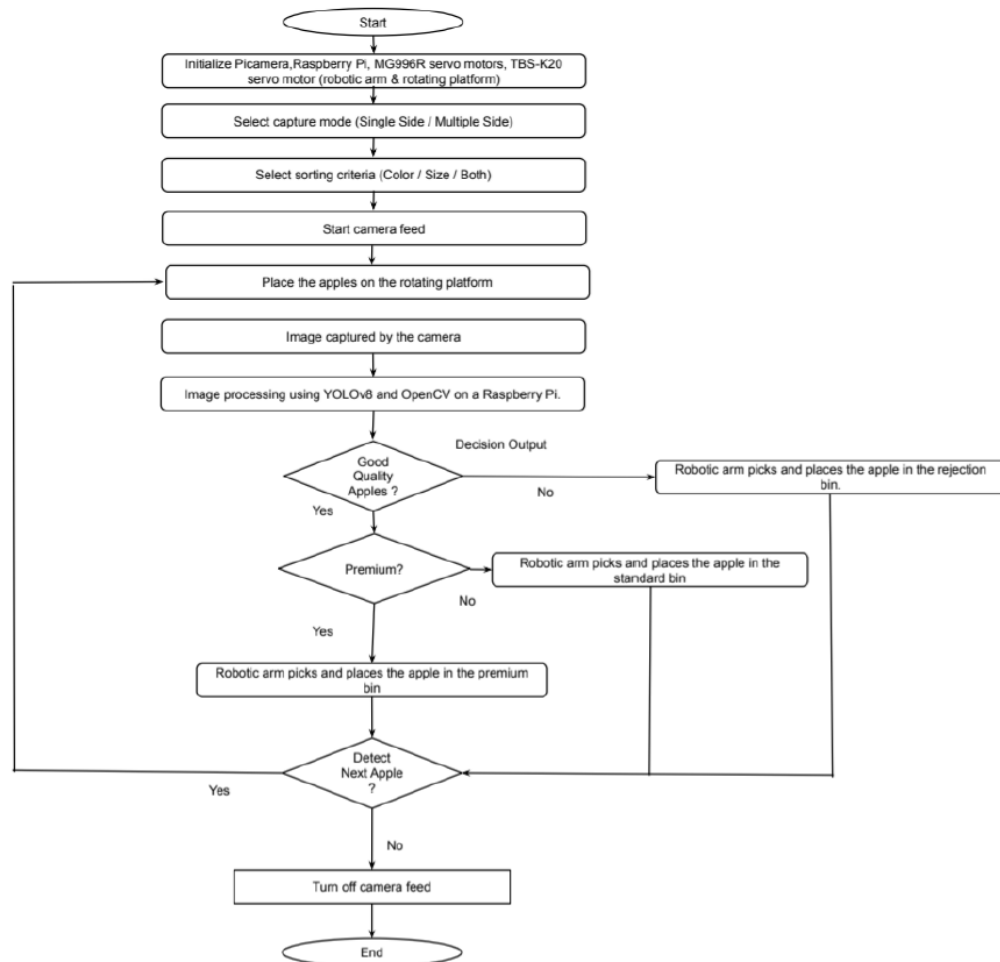 Start
Initialize Picamera,Raspberry Pi, MG996R servo motors, TBS-K20
servo motor (robotic arm & rotating platform)
Select capture mode (Single Side / Multiple Side)
Select sorting criteria (Color / Size / Both)
Start camera feed
Place the apples on the rotating platform
Image captured by the camera
Image processing using YOLOv8 and OpenCV on a Raspberry Pi.
Decision Output
Good
Quality
Apples ?
No
Robotic arm picks and places the apple in the rejection
bin.
Yes
Premium?
No
Robotic arm picks and places the apple in the
standard bin
Yes
Robotic arm picks and places the apple in the premium
bin
Detect
Next Apple
?
Yes
No
Turn off camera feed
End